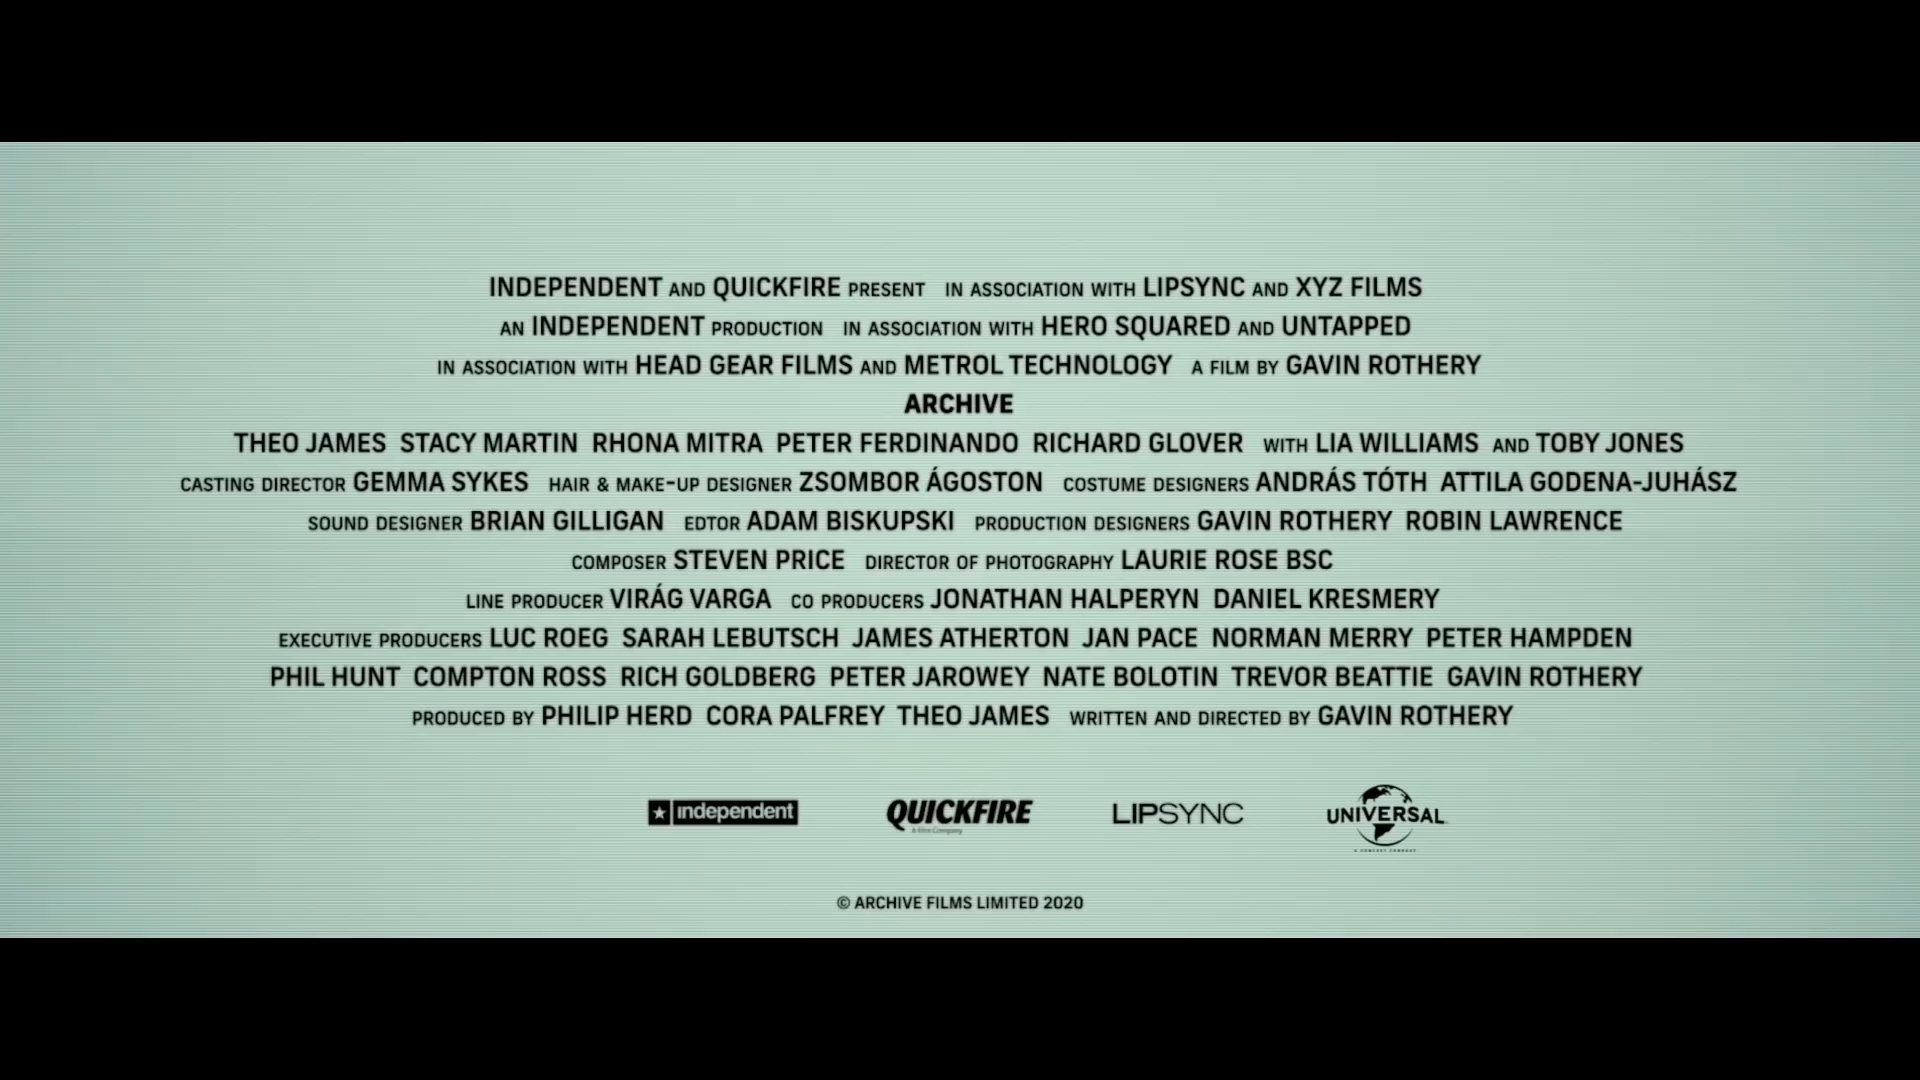 INDEPENDENT AND QUICKFIRE PRESENT IN ASSOCIATION WITH LIPSYNC AND XYZ FILMS
AN INDEPENDENT PRODUCTION IN ASSOCIATION WITH HERO SQUARED AND UNTAPPED
IN ASSOCIATION WITH HEAD GEAR FILMS AND METROL TECHNOLOGY A FILM BY GAVIN ROTHERY
ARCHIVE
THEO JAMES STACY MARTIN RHONA MITRA PETER FERDINANDO RICHARD GLOVER WITH LIA WILLIAMS AND TOBY JONES
CASTING DIRECTOR GEMMA SYKES HAIR & MAKE-UP DESIGNER ZSOMBOR ÁGOSTON COSTUME DESIGNERS ANDRÁS TÓTH ATTILA GODENA-JUHÁSZ
SOUND DESIGNER BRIAN GILLIGAN EDTOR ADAM BISKUPSKI PRODUCTION DESIGNERS GAVIN ROTHERY ROBIN LAWRENCE
COMPOSER STEVEN PRICE DIRECTOR OF PHOTOGRAPHY LAURIE ROSE BSC
LINE PRODUCER VIRÁG VARGA CO PRODUCERS JONATHAN HALPERYN DANIEL KRESMERY
EXECUTIVE PRODUCERS LUC ROEG SARAH LEBUTSCH JAMES ATHERTON JAN PACE NORMAN MERRY PETER HAMPDEN
PHIL HUNT COMPTON ROSS RICH GOLDBERG PETER JAROWEY NATE BOLOTIN TREVOR BEATTIE GAVIN ROTHERY
PRODUCED BY PHILIP HERD CORA PALFREY THEO JAMES WRITTEN AND DIRECTED BY GAVIN ROTHERY
independent QUICKFIRE LIPSYNC UNIVERSAL
A Film Company A COMCAST COMPANY
© ARCHIVE FILMS LIMITED 2020